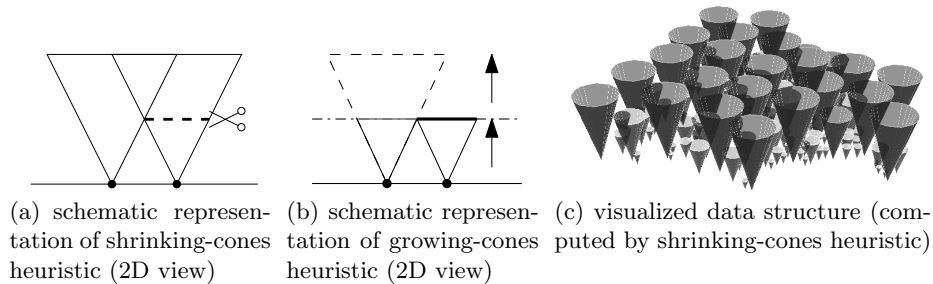 (a) schematic represen-
tation of shrinking-cones
heuristic (2D view)
(b) schematic represen-
tation of growing-cones
heuristic (2D view)
(c) visualized data structure (com-
puted by shrinking-cones heuristic)